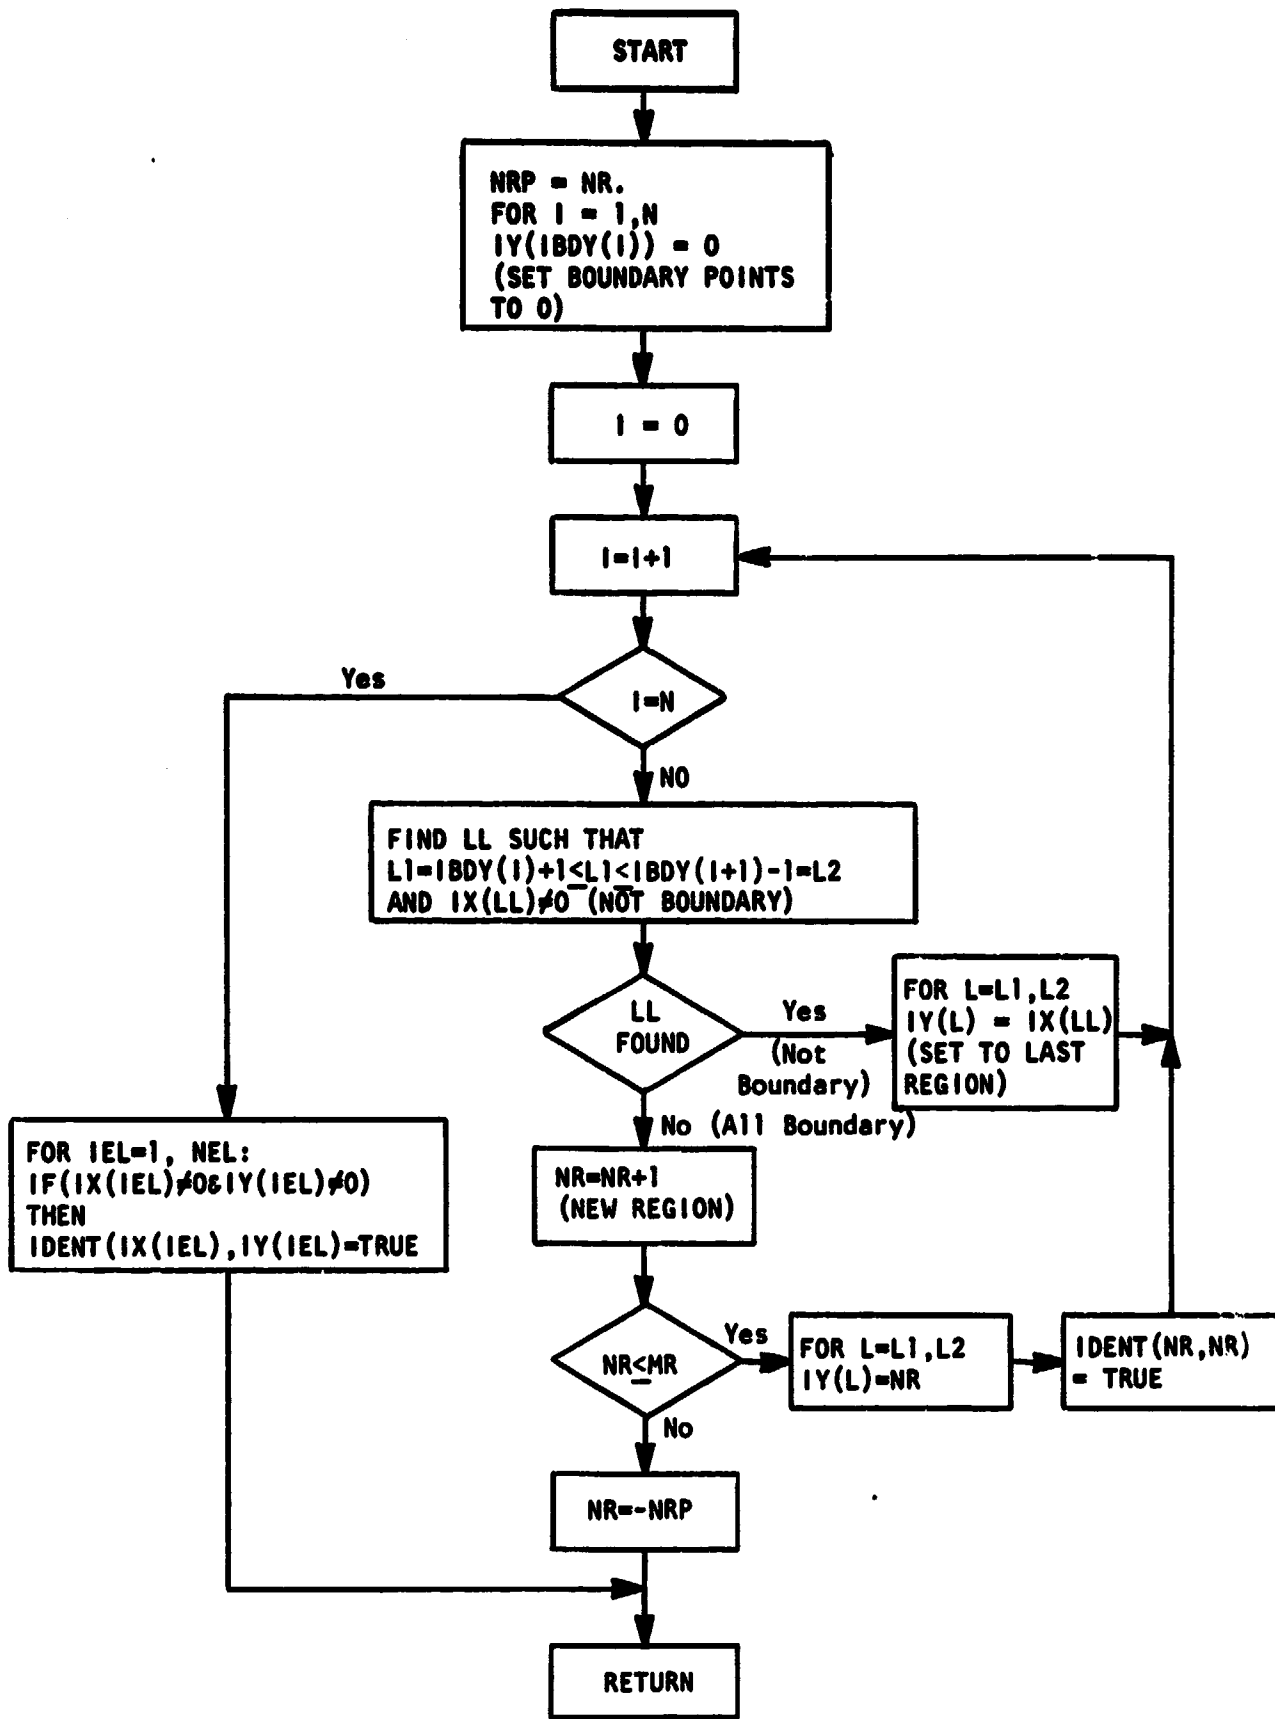 START
NRP = NR.
FOR I = 1,N
IY(IBDY(I)) = 0
(SET BOUNDARY POINTS
TO 0)
I = 0
I=I+1
I=N
Yes
NO
FIND LL SUCH THAT
L1=IBDY(I)+1≤L1≤IBDY(I+1)-1=L2
AND IX(LL)≠0 (NOT BOUNDARY)
LL
FOUND
Yes
(Not
Boundary)
FOR L=L1,L2
IY(L) = IX(LL)
(SET TO LAST
REGION)
No (All Boundary)
FOR IEL=1, NEL:
IF(IX(IEL)≠0&IY(IEL)≠0)
THEN
IDENT(IX(IEL),IY(IEL)=TRUE
NR=NR+1
(NEW REGION)
NR≤MR
Yes
FOR L=L1,L2
IY(L)=NR
IDENT(NR,NR)
= TRUE
No
NR=-NRP
RETURN